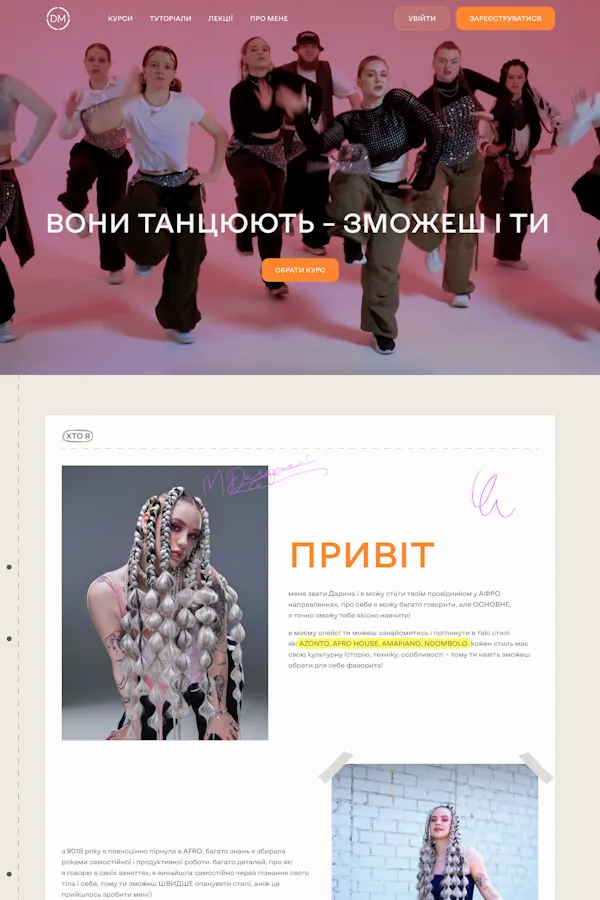 DM
КУРСИ ТУТОРІАЛИ ЛЕКЦІЇ ПРО МЕНЕ УВІЙТИ ЗАРЕЄСТРУВАТИСЯ
ВОНИ ТАНЦЮЮТЬ – ЗМОЖЕШ І ТИ
ОБРАТИ КУРС
ХТО Я
ПРИВІТ
мене звати Дарина і я можу стати твоїм провідником у АФРО
направленнях, про себе я можу багато говорити, але ОСНОВНЕ,
я точно зможу тебе якісно навчити!
в моєму спейсі ти можеш ознайомитись і поглинути в такі стилі
як: AZONTO, AFRO HOUSE, AMAPIANO, NDOMBOLO. кожен стиль має
свою культурну історію, техніку, особливості – тому ти навіть зможеш
обрати для себе фаворита!
з 2018 року я повноцінно пірнула в AFRO, багато знань я збирала
роками самостійної і продуктивної роботи. багато деталей, про які
я говорю в своїх заняттях, я винайшла самостійно через пізнання свого
тіла і себе, тому ти зможеш ШВИДШЕ опанувати стилі, аніж це
прийшлось зробити мені)